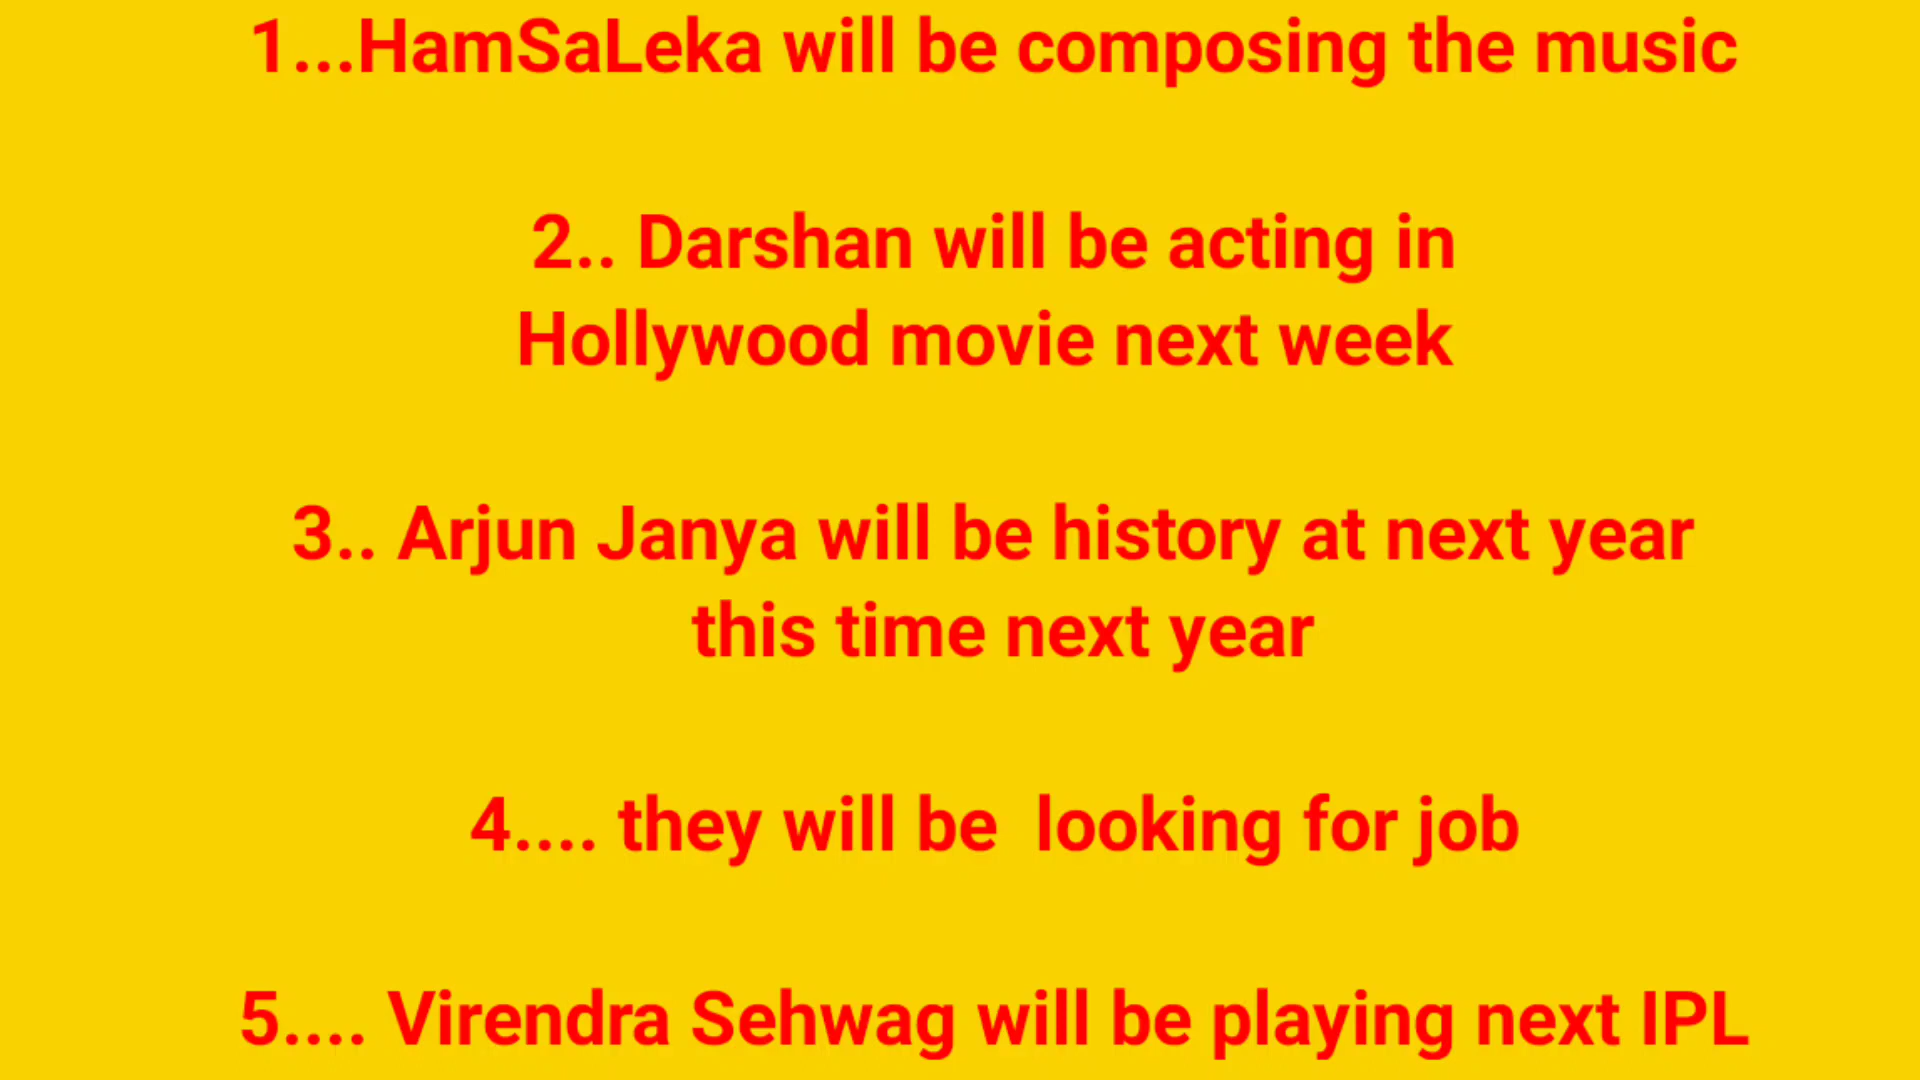 1...HamSaLeka will be composing the music
2.. Darshan will be acting in
Hollywood movie next week
3.. Arjun Janya will be history at next year
this time next year
4.... they will be  looking for job
5.... Virendra Sehwag will be playing next IPL